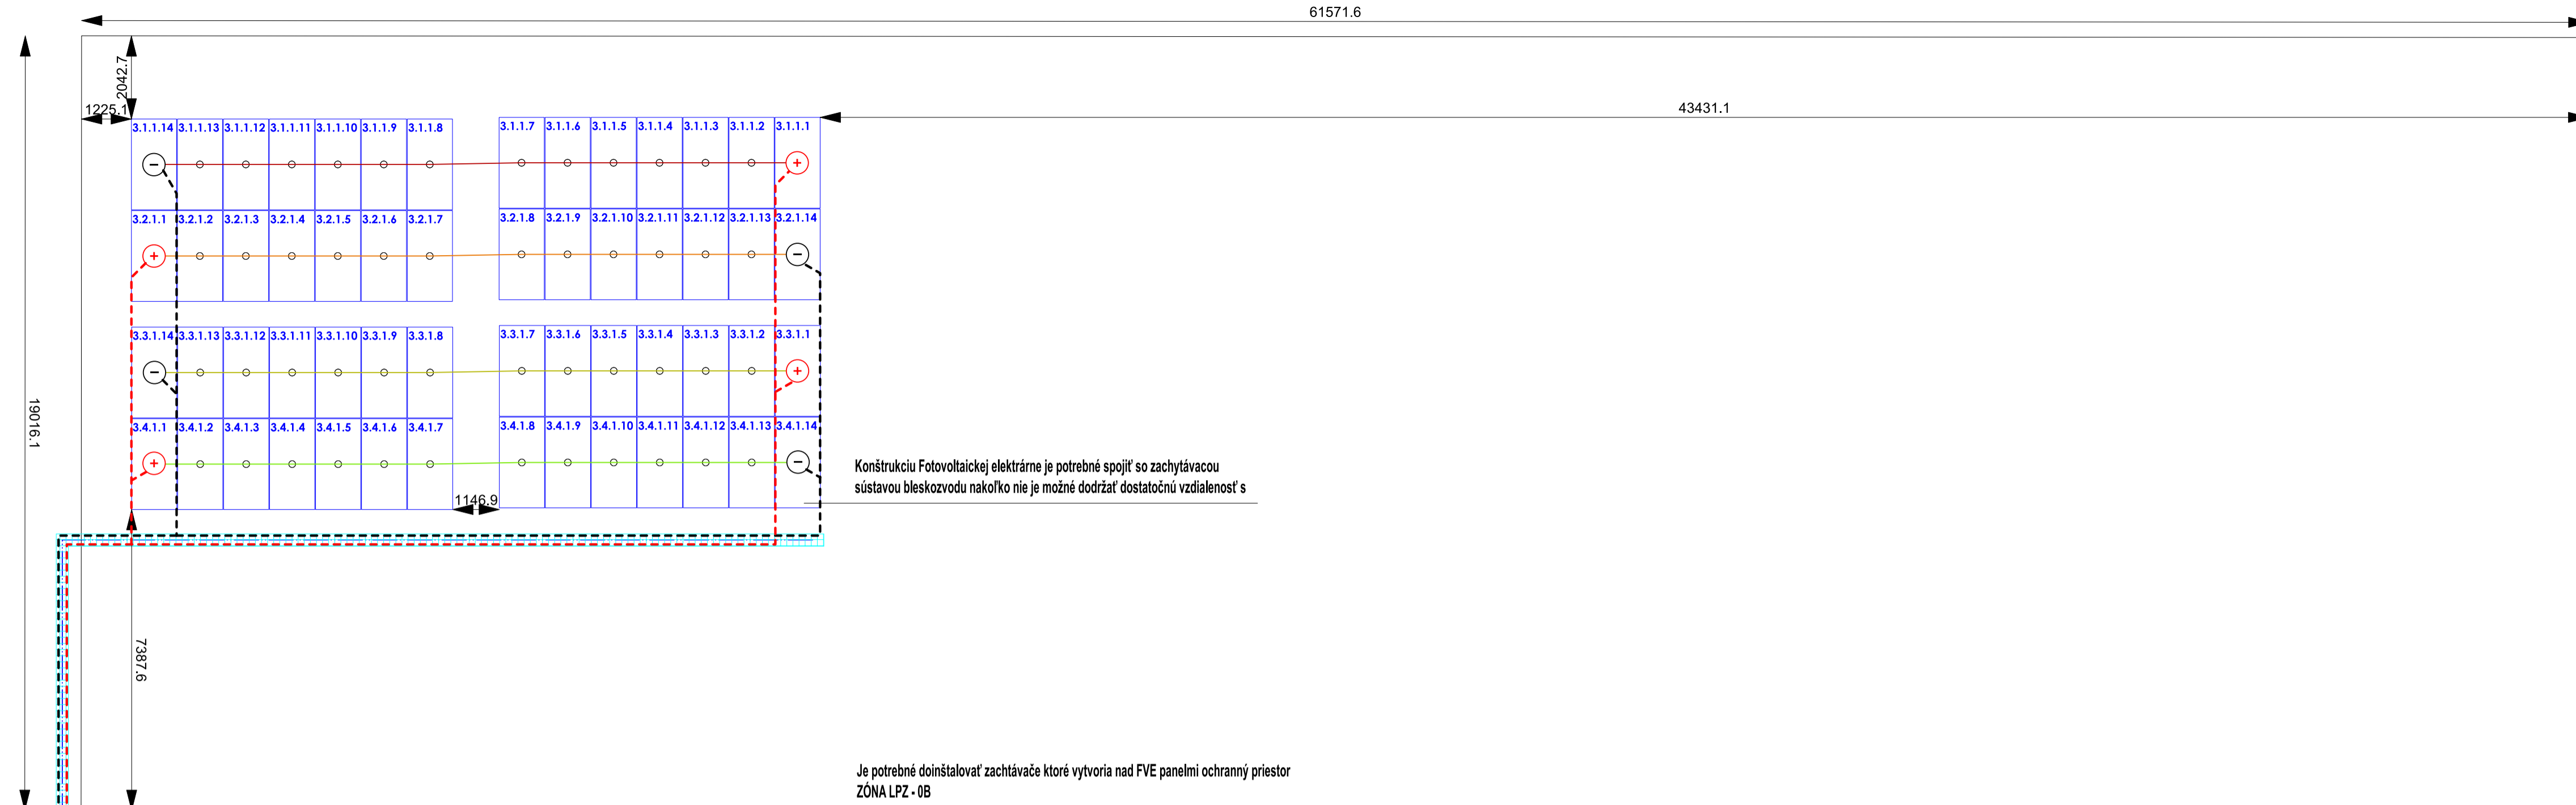 61571.6
2042.7
1225.1
43431.1
3.1.1.14 3.1.1.13 3.1.1.12 3.1.1.11 3.1.1.10 3.1.1.9 3.1.1.8 3.1.1.7 3.1.1.6 3.1.1.5 3.1.1.4 3.1.1.3 3.1.1.2 3.1.1.1
3.2.1.1 3.2.1.2 3.2.1.3 3.2.1.4 3.2.1.5 3.2.1.6 3.2.1.7 3.2.1.8 3.2.1.9 3.2.1.10 3.2.1.11 3.2.1.12 3.2.1.13 3.2.1.14
3.3.1.14 3.3.1.13 3.3.1.12 3.3.1.11 3.3.1.10 3.3.1.9 3.3.1.8 3.3.1.7 3.3.1.6 3.3.1.5 3.3.1.4 3.3.1.3 3.3.1.2 3.3.1.1
19016.1
3.4.1.1 3.4.1.2 3.4.1.3 3.4.1.4 3.4.1.5 3.4.1.6 3.4.1.7 3.4.1.8 3.4.1.9 3.4.1.10 3.4.1.11 3.4.1.12 3.4.1.13 3.4.1.14
Konštrukciu Fotovoltaickej elektrárne je potrebné spojiť so zachytávacou
sústavou bleskozvodu nakoľko nie je možné dodržať dostatočnú vzdialenosť s
1146.9
7387.6
Je potrebné doinštalovať zachtávače ktoré vytvoria nad FVE panelmi ochranný priestor
ZÓNA LPZ - 0B